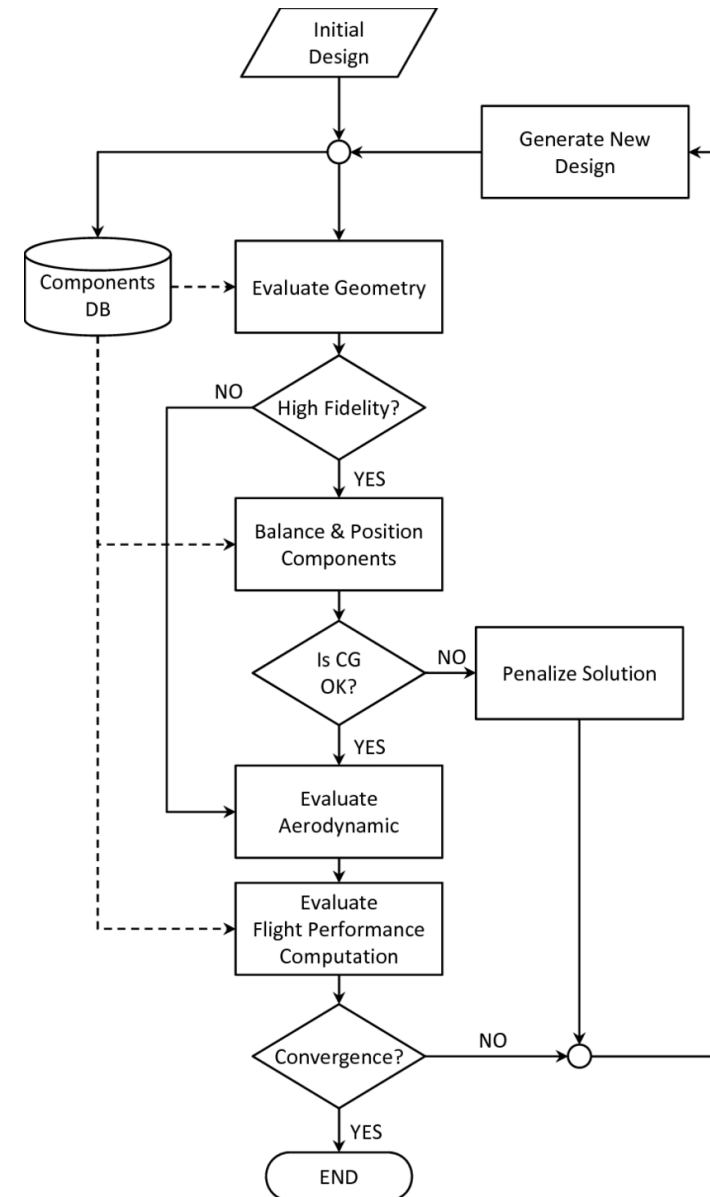 Initial
Design
Generate New
Design
Components
DB
Evaluate Geometry
NO
High Fidelity?
YES
Balance & Position
Components
Is CG
OK?
NO
Penalize Solution
YES
Evaluate
Aerodynamic
Evaluate
Flight Performance
Computation
Convergence?
NO
YES
END